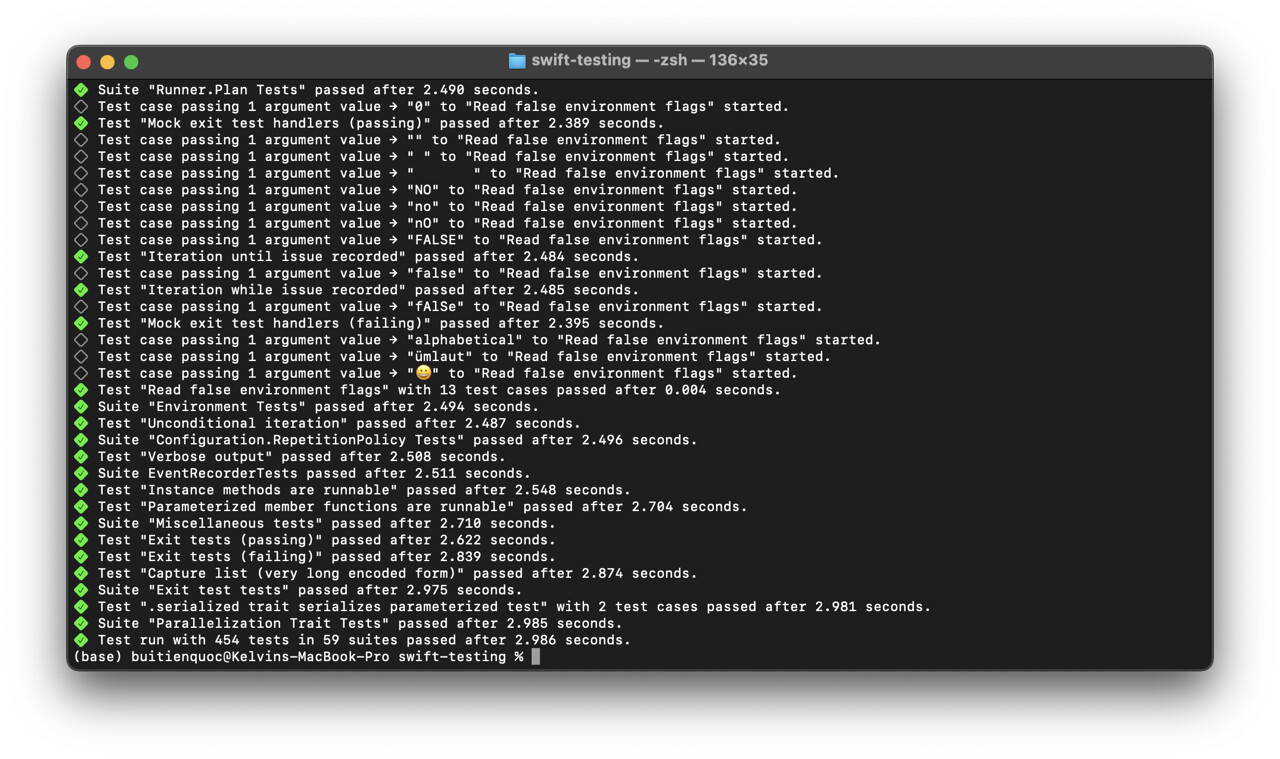 swift-testing — -zsh — 136×35
Suite "Runner.Plan Tests" passed after 2.490 seconds.
Test case passing 1 argument value → "0" to "Read false environment flags" started.
Test "Mock exit test handlers (passing)" passed after 2.389 seconds.
Test case passing 1 argument value → "" to "Read false environment flags" started.
Test case passing 1 argument value → " " to "Read false environment flags" started.
Test case passing 1 argument value → "       " to "Read false environment flags" started.
Test case passing 1 argument value → "NO" to "Read false environment flags" started.
Test case passing 1 argument value → "no" to "Read false environment flags" started.
Test case passing 1 argument value → "nO" to "Read false environment flags" started.
Test case passing 1 argument value → "FALSE" to "Read false environment flags" started.
Test "Iteration until issue recorded" passed after 2.484 seconds.
Test case passing 1 argument value → "false" to "Read false environment flags" started.
Test "Iteration while issue recorded" passed after 2.485 seconds.
Test case passing 1 argument value → "fAlSe" to "Read false environment flags" started.
Test "Mock exit test handlers (failing)" passed after 2.395 seconds.
Test case passing 1 argument value → "alphabetical" to "Read false environment flags" started.
Test case passing 1 argument value → "ümlaut" to "Read false environment flags" started.
Test case passing 1 argument value → "😀" to "Read false environment flags" started.
Test "Read false environment flags" with 13 test cases passed after 0.004 seconds.
Suite "Environment Tests" passed after 2.494 seconds.
Test "Unconditional iteration" passed after 2.487 seconds.
Suite "Configuration.RepetitionPolicy Tests" passed after 2.496 seconds.
Test "Verbose output" passed after 2.508 seconds.
Suite EventRecorderTests passed after 2.511 seconds.
Test "Instance methods are runnable" passed after 2.548 seconds.
Test "Parameterized member functions are runnable" passed after 2.704 seconds.
Suite "Miscellaneous tests" passed after 2.710 seconds.
Test "Exit tests (passing)" passed after 2.622 seconds.
Test "Exit tests (failing)" passed after 2.839 seconds.
Test "Capture list (very long encoded form)" passed after 2.874 seconds.
Suite "Exit test tests" passed after 2.975 seconds.
Test ".serialized trait serializes parameterized test" with 2 test cases passed after 2.981 seconds.
Suite "Parallelization Trait Tests" passed after 2.985 seconds.
Test run with 454 tests in 59 suites passed after 2.986 seconds.
(base) buitienquoc@Kelvins-MacBook-Pro swift-testing %